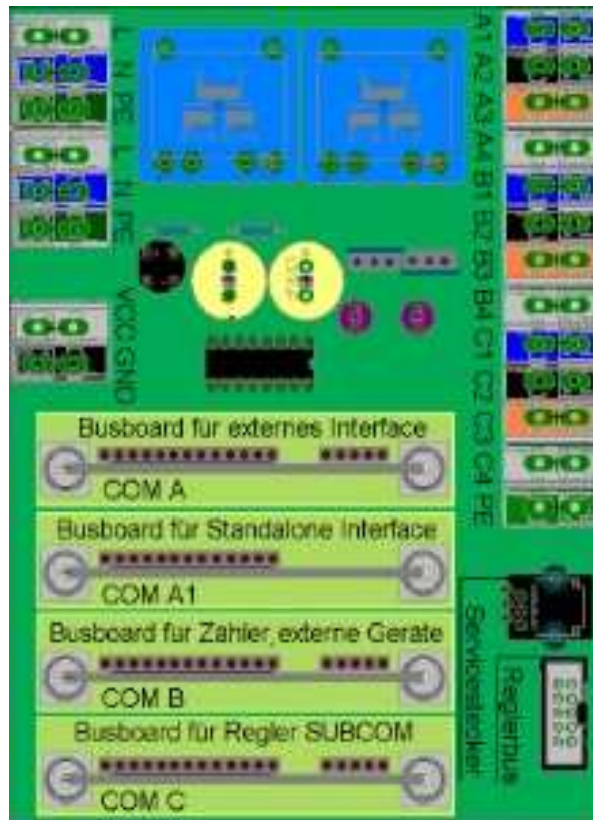 L
N
PE
L
N
PE
VCC
GND
A1
A2
A3
A4
B1
B2
B3
B4
C1
C2
C3
C4
PE
Busboard für externes Interface
COM A
Busboard für Standalone Interface
COM A1
Busboard für Zähler, externe Geräte
COM B
Busboard für Regler SUBCOM
COM C
Servicestecker
Reglerbus